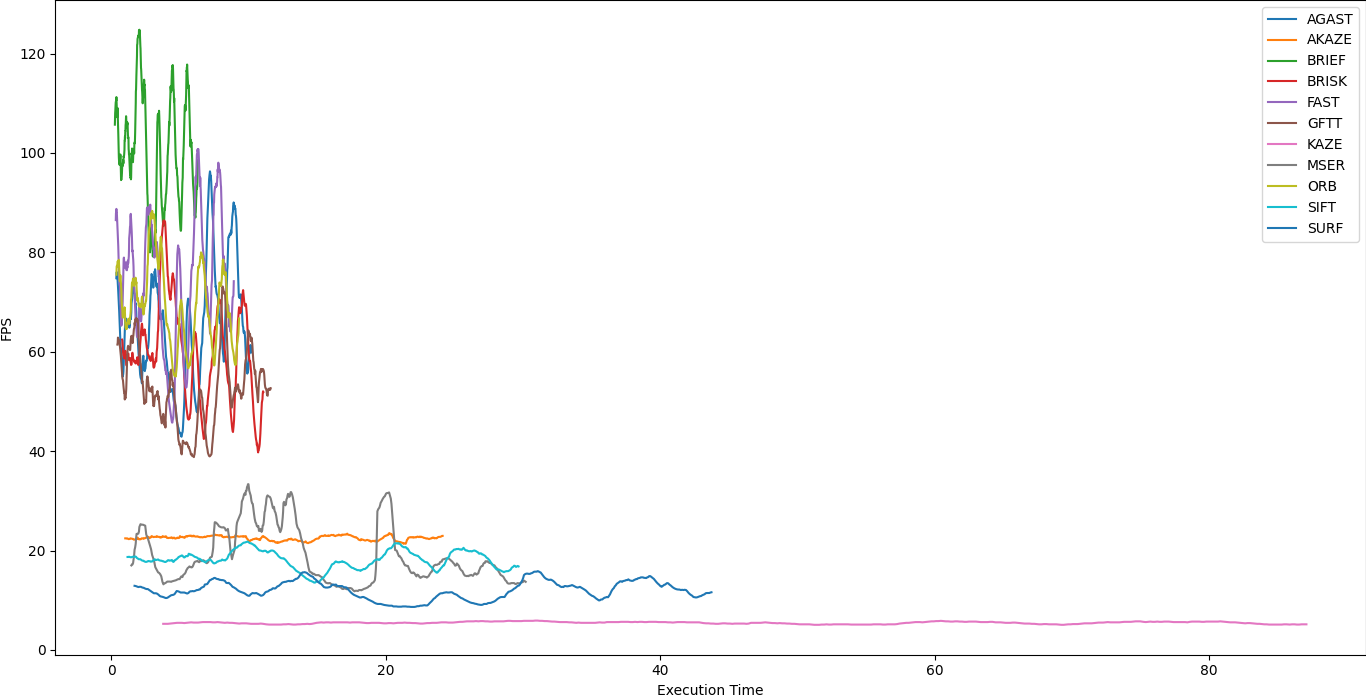 120
100
80
60
40
20
0
FPS
0 20 40 60 80
Execution Time
AGAST
AKAZE
BRIEF
BRISK
FAST
GFTT
KAZE
MSER
ORB
SIFT
SURF